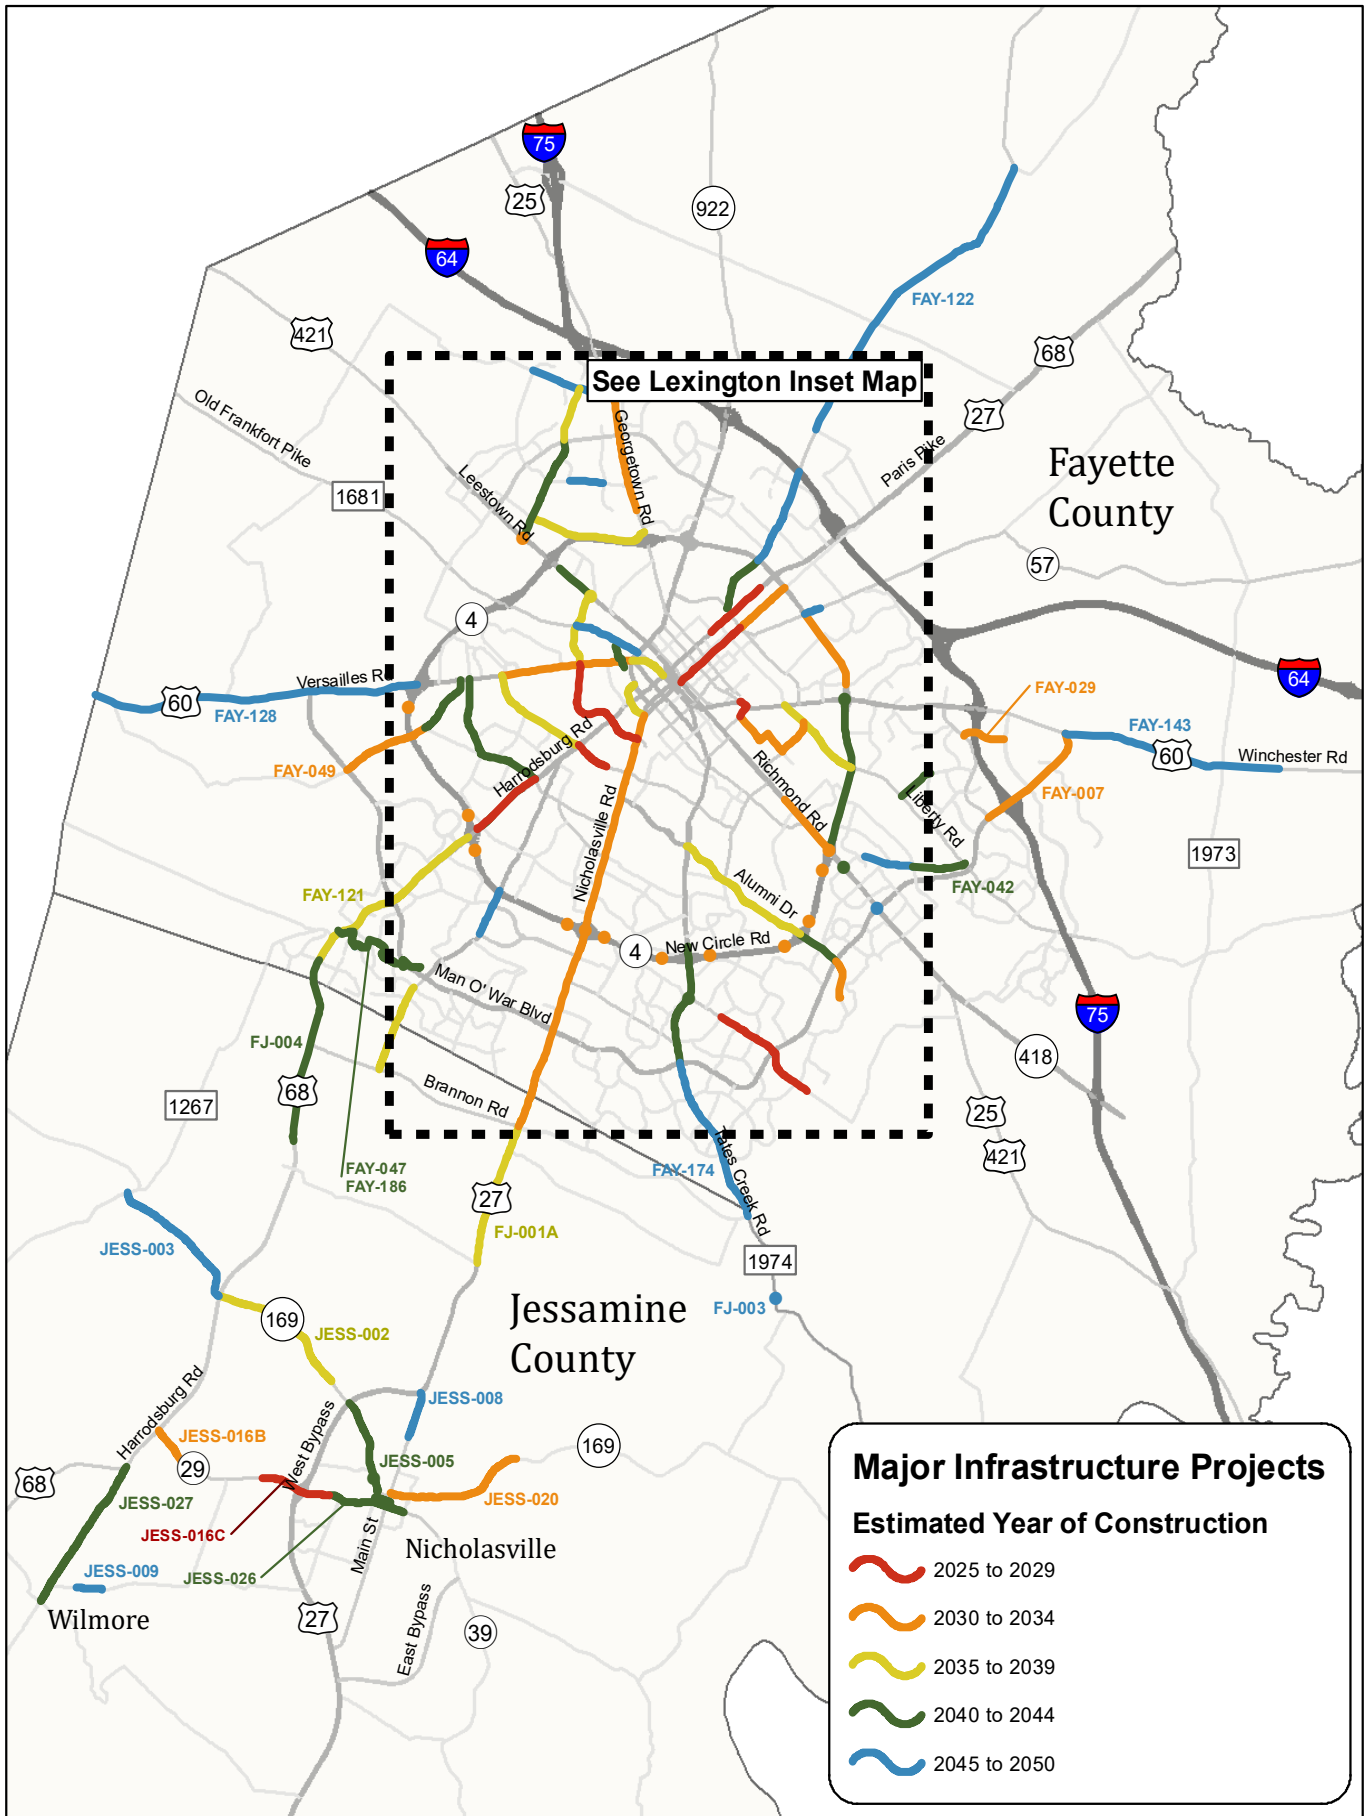 75
25
922
64
FAY-122
421
68
See Lexington Inset Map
27
Old Frankfort Pike
Georgetown Rd
Paris Pike
Fayette
County
Leestown Rd
1681
57
4
Versailles R
60
FAY-128
64
FAY-029
FAY-143
60
Winchester Rd
FAY-049
Harrodsburg Rd
Richmond Rd
FAY-007
Liberty Rd
Nicholasville Rd
1973
FAY-121
Alumni Dr
FAY-042
4
New Circle Rd
Man O' War Blvd
75
FJ-004
418
68
1267
Brannon Rd
25
421
FAY-047
FAY-186
Tates Creek Rd
FAY-174
27
FJ-001A
JESS-003
1974
169
Jessamine
County
FJ-003
JESS-002
Harrodsburg Rd
JESS-008
West Bypass
JESS-016B
29
JESS-005
169
68
JESS-027
JESS-020
JESS-016C
Main St
Nicholasville
JESS-009
JESS-026
Wilmore
27
East Bypass
39
Major Infrastructure Projects
Estimated Year of Construction
2025 to 2029
2030 to 2034
2035 to 2039
2040 to 2044
2045 to 2050